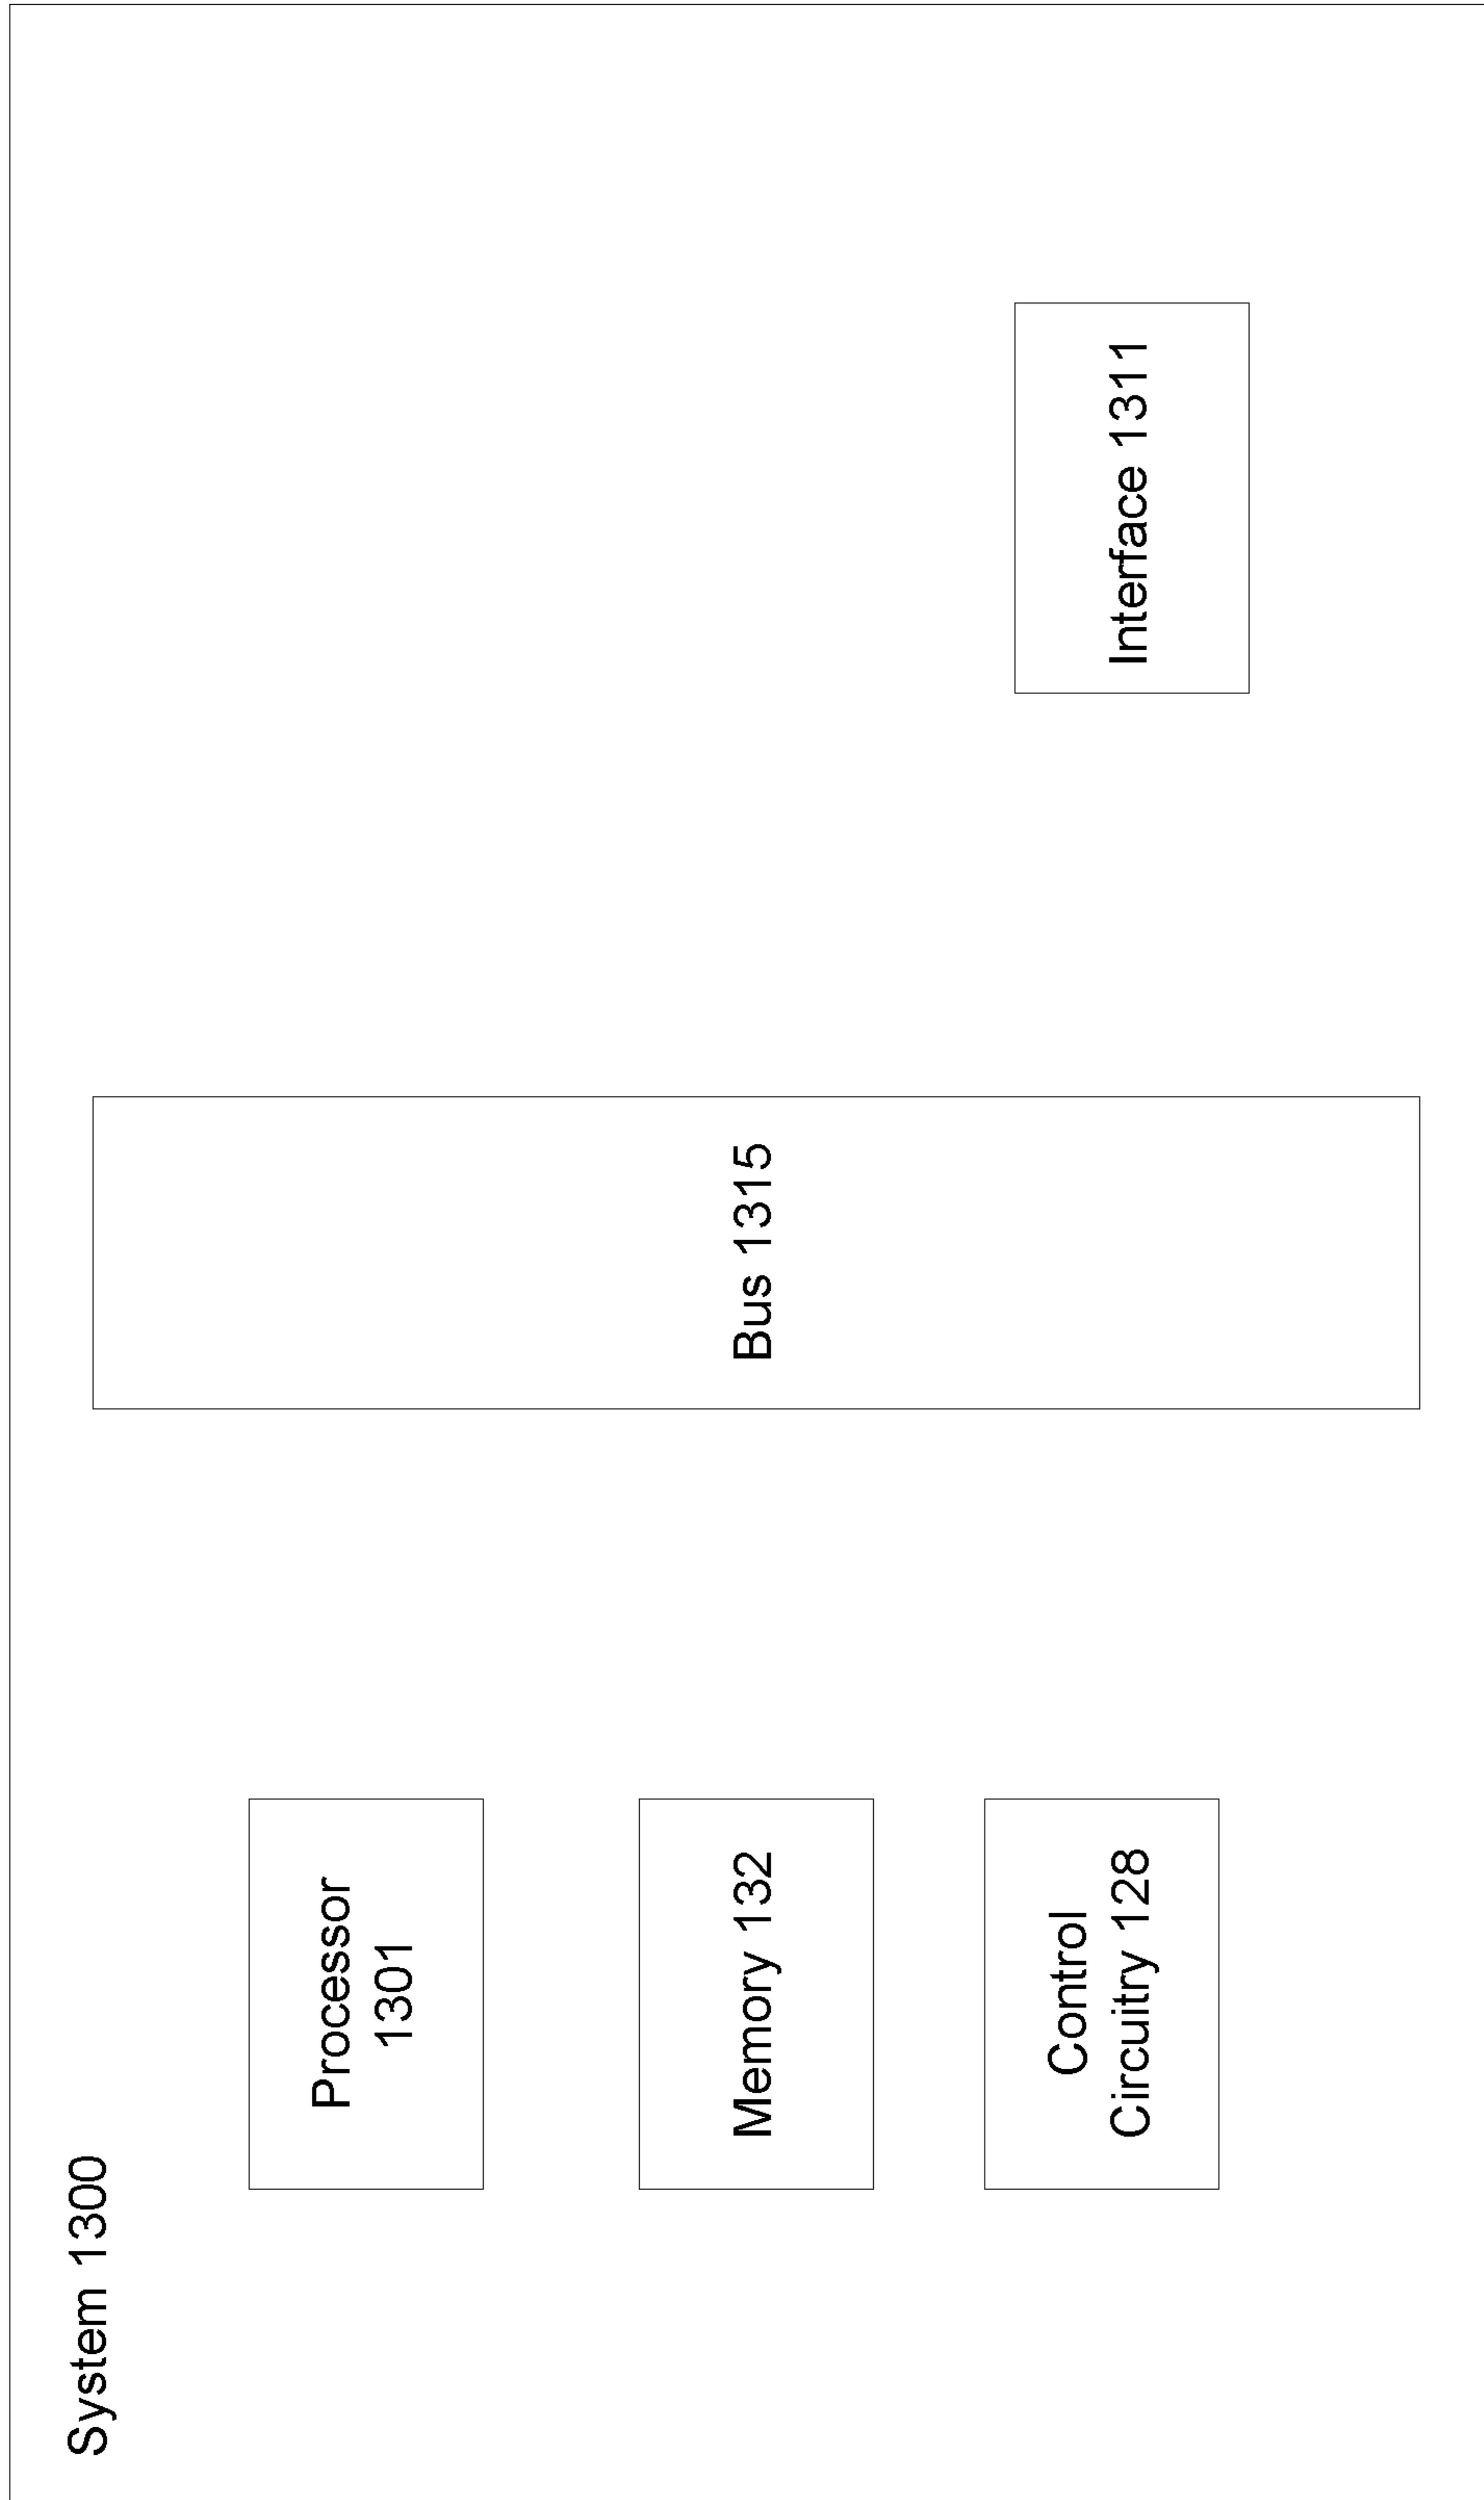 System 1300
Processor
1301
Memory 132
Control
Circuitry 128
Bus 1315
Interface 1311